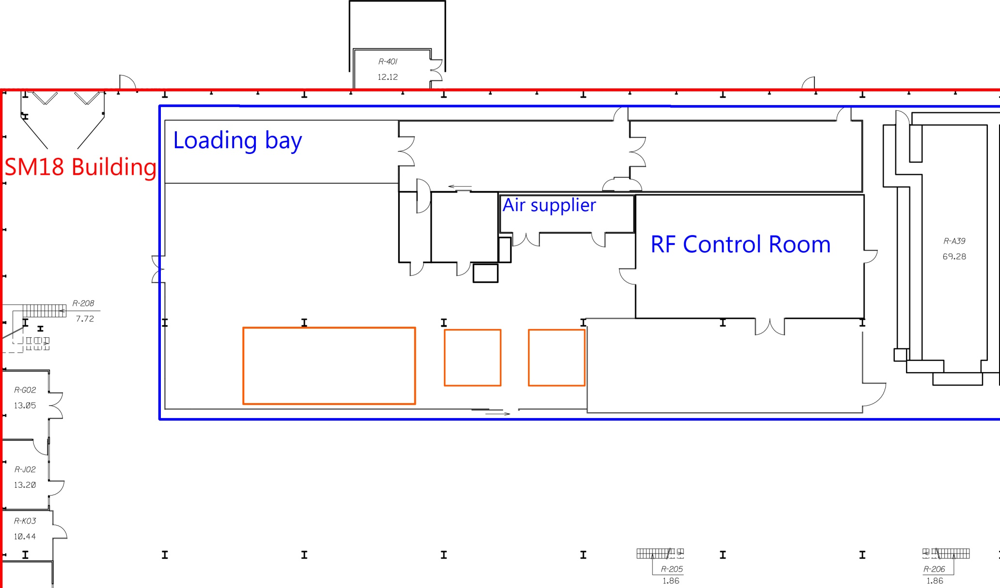 R-401
12.12
Loading bay
SM18 Building
Air supplier
RF Control Room
R-A39
69.28
R-208
7.72
R-G02
13.05
R-J02
13.20
R-K03
10.44
R-205
1.86
R-206
1.86